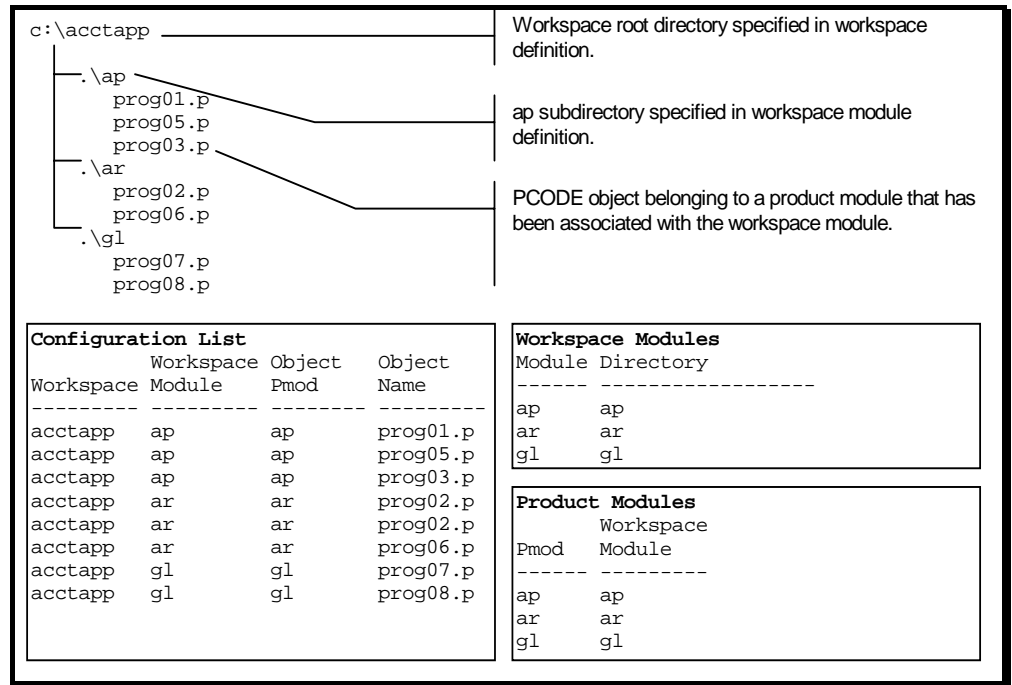 c:\acctapp
.\ap
prog01.p
prog05.p
prog03.p
.\ar
prog02.p
prog06.p
.\gl
prog07.p
prog08.p
Workspace root directory specified in workspace
definition.
ap subdirectory specified in workspace module
definition.
PCODE object belonging to a product module that has
been associated with the workspace module.
Configuration List
Workspace Object Object
Workspace Module Pmod Name
--------- --------- -------- ---------
acctapp ap ap prog01.p
acctapp ap ap prog05.p
acctapp ap ap prog03.p
acctapp ar ar prog02.p
acctapp ar ar prog02.p
acctapp ar ar prog06.p
acctapp gl gl prog07.p
acctapp gl gl prog08.p
Workspace Modules
Module Directory
------ ------------------
ap ap
ar ar
gl gl
Product Modules
Workspace
Pmod Module
------ ---------
ap ap
ar ar
gl gl